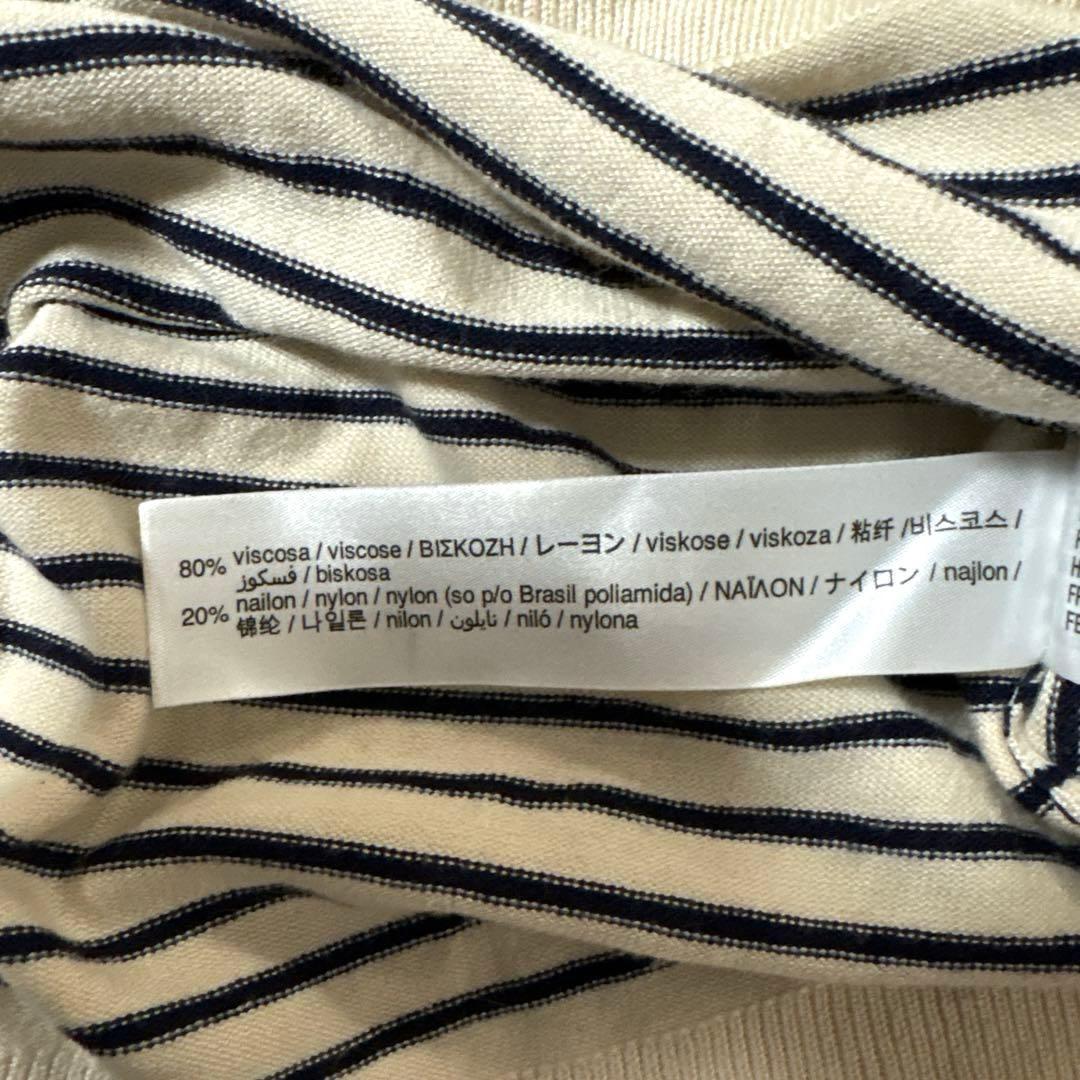 80% viscosa / viscose / ΒΙΣΚΟΖΗ / レーヨン / viskose / viskoza / 粘纤 /비스코스 /
فسكوز / biskosa
20% nailon / nylon / nylon (so p/o Brasil poliamida) / ΝΑΪΛΟΝ / ナイロン / najlon /
锦纶 / 나일론 / nilon / نايلون / niló / nylona